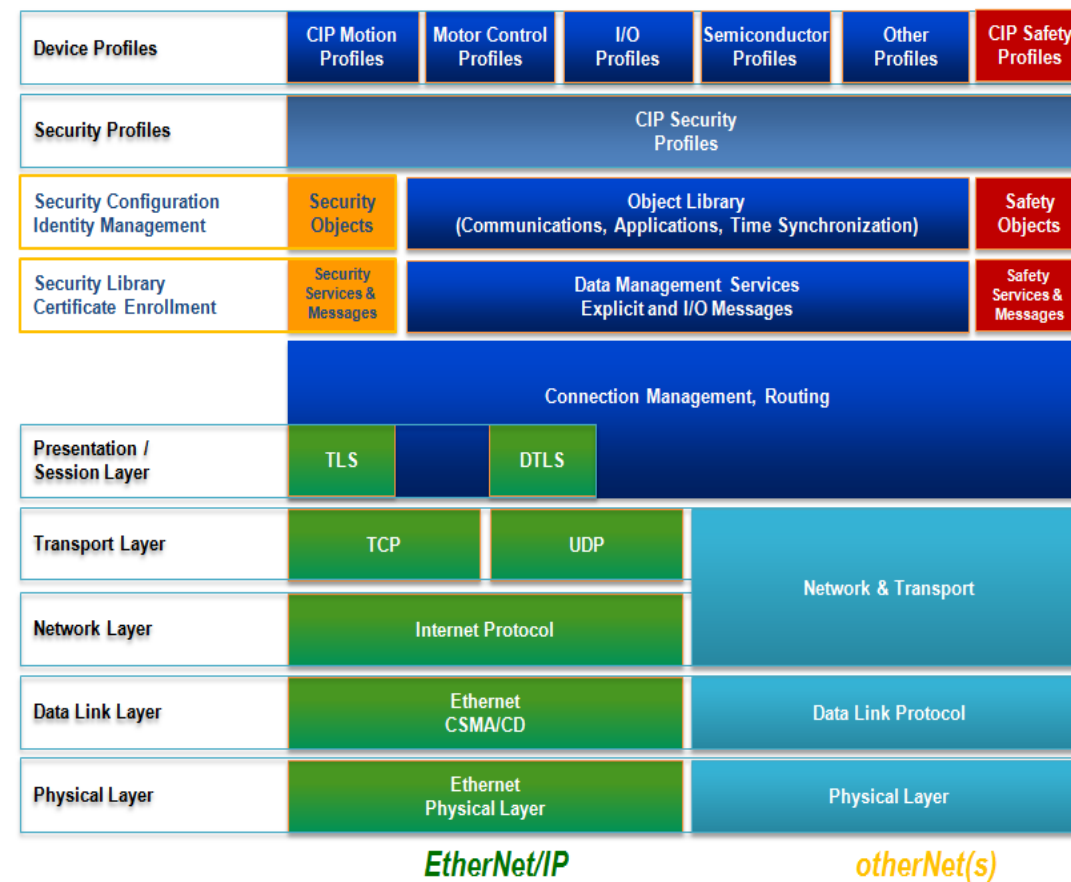 Device Profiles
CIP Motion
Profiles
Motor Control
Profiles
I/O
Profiles
Semiconductor
Profiles
Other
Profiles
CIP Safety
Profiles
Security Profiles
CIP Security
Profiles
Security Configuration
Identity Management
Security
Objects
Object Library
(Communications, Applications, Time Synchronization)
Safety
Objects
Security Library
Certificate Enrollment
Security
Services &
Messages
Data Management Services
Explicit and I/O Messages
Safety
Services &
Messages
Connection Management, Routing
Presentation /
Session Layer
TLS
DTLS
Transport Layer
TCP
UDP
Network & Transport
Network Layer
Internet Protocol
Data Link Layer
Ethernet
CSMA/CD
Data Link Protocol
Physical Layer
Ethernet
Physical Layer
Physical Layer
EtherNet/IP
otherNet(s)